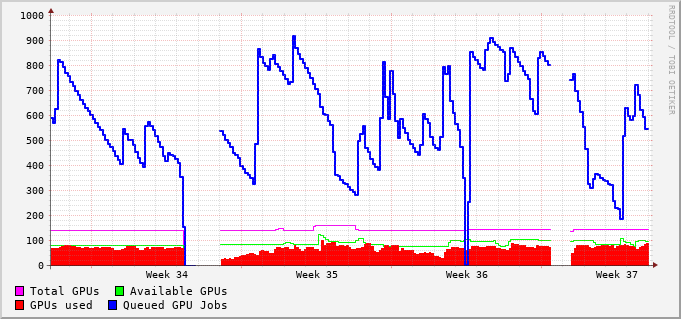 1000
900
800
700
600
500
400
300
200
100
0
Week 34 Week 35 Week 36 Week 37
Total GPUs Available GPUs
GPUs used Queued GPU Jobs
RRDTOOL / TOBI OETIKER